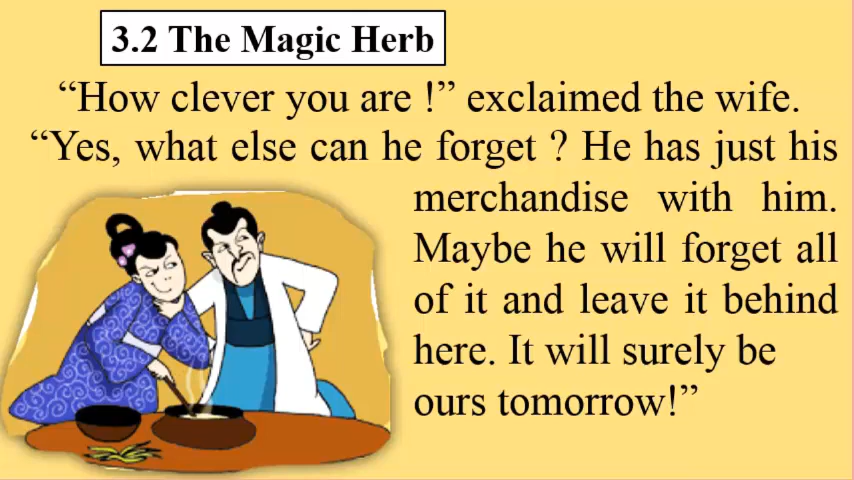 3.2 The Magic Herb
“How clever you are !” exclaimed the wife.
“Yes, what else can he forget ? He has just his
merchandise with him.
Maybe he will forget all
of it and leave it behind
here. It will surely be
ours tomorrow!”